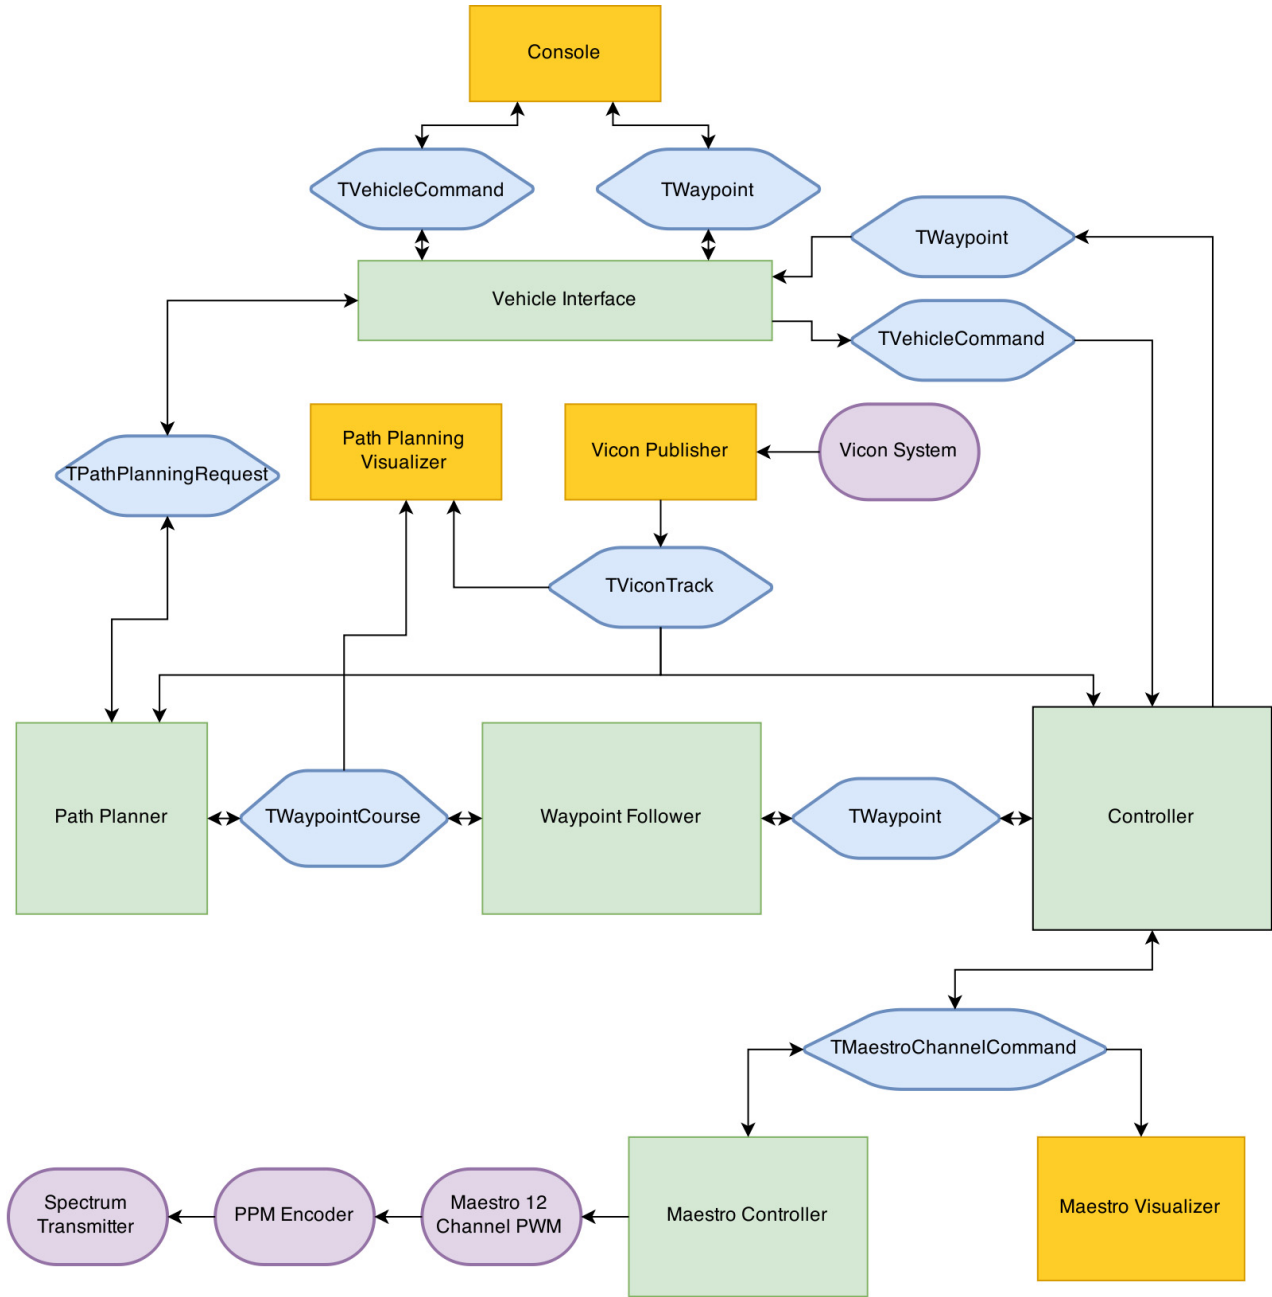 Console
TVehicleCommand
TWaypoint
TWaypoint
Vehicle Interface
TVehicleCommand
Path Planning
Visualizer
Vicon Publisher
Vicon System
TPathPlanningRequest
TViconTrack
Path Planner
TWaypointCourse
Waypoint Follower
TWaypoint
Controller
TMaestroChannelCommand
Spectrum
Transmitter
PPM Encoder
Maestro 12
Channel PWM
Maestro Controller
Maestro Visualizer